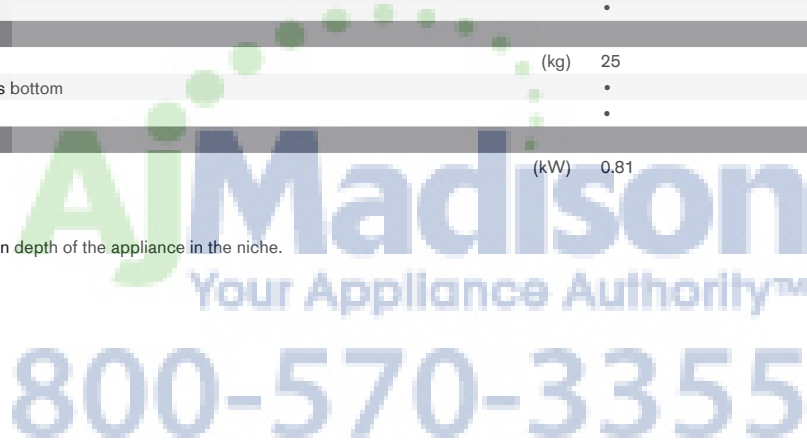 •
(kg) 25
s bottom •
•
(kW) 0.81
AjMadison
n depth of the appliance in the niche.
Your Appliance Authority™
800-570-3355